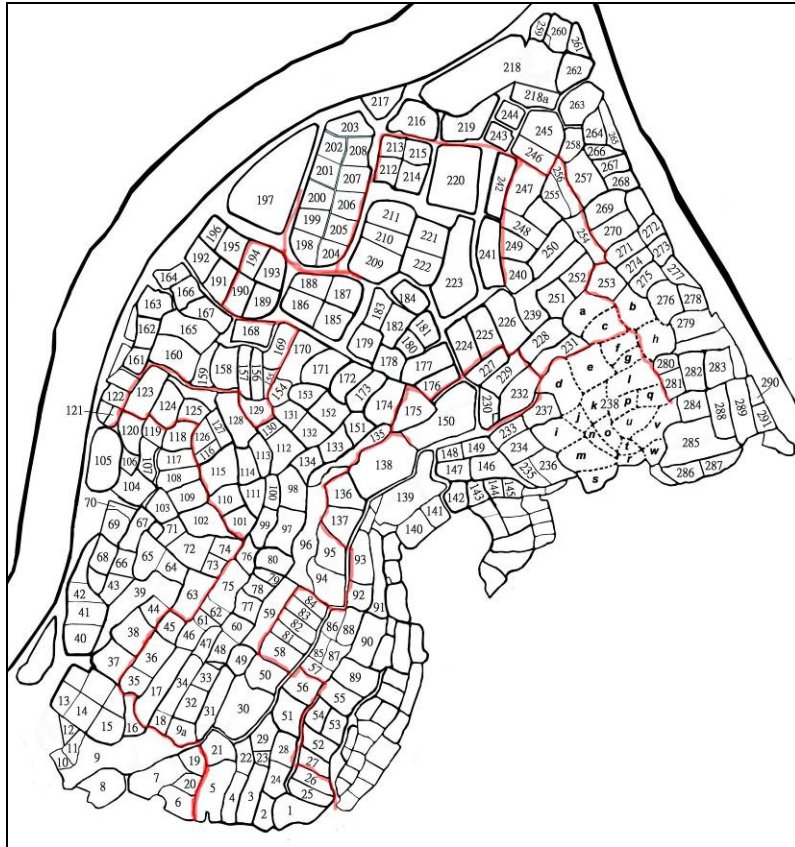 259 260 261
218 262
218a 263
217 216 219 244 243 245 264 265
203 258 266
202 208 213 215 246 267
201 207 212 214 220 242 247 256 257 268
197 200 206 255
199 205 211 221 248 254 269 270
198 204 210 222 249 250 271 272
196 195 194 209 223 241 240 252 253 274 273
192 193 188 187 184 251 275 277
164 191 190 189 186 185 183 239 a b 276 278
163 166 167 182 181 226 c
162 165 168 169 179 180 224 225 228 231 f h 279
161 160 170 178 177 227 e g
159 158 157 156 155 171 172 176 229 d l 280 282 283
122 123 154 173 230 232 281 290
121 124 125 129 153 174 175 237 k 238 p q 284
120 119 118 126 127 128 130 131 152 151 150 j u 288 289 291
116 113 132 135 233 i n o v
105 106 107 117 115 114 112 133 138 148 149 234 t w 285
104 108 134 147 146 235 236 m r 286 287
70 103 109 110 111 100 98 136 139 142 143 144 145 s
69 67 71 102 101 99 97 137 141
68 66 65 72 74 76 96 140
43 64 73 80 95 93
42 39 63 75 79 94 92
41 44 78 84 91
40 38 45 62 77 59 83 86 88
61 60 82 90
37 36 46 47 48 58 85 87
35 34 33 49 50 57 89
13 14 17 32 56 55
12 15 16 18 9a 31 30 51 54 53
11 21 29 52
10 9 19 22 23 28 27
8 7 20 24 26
6 5 4 3 2 1 25